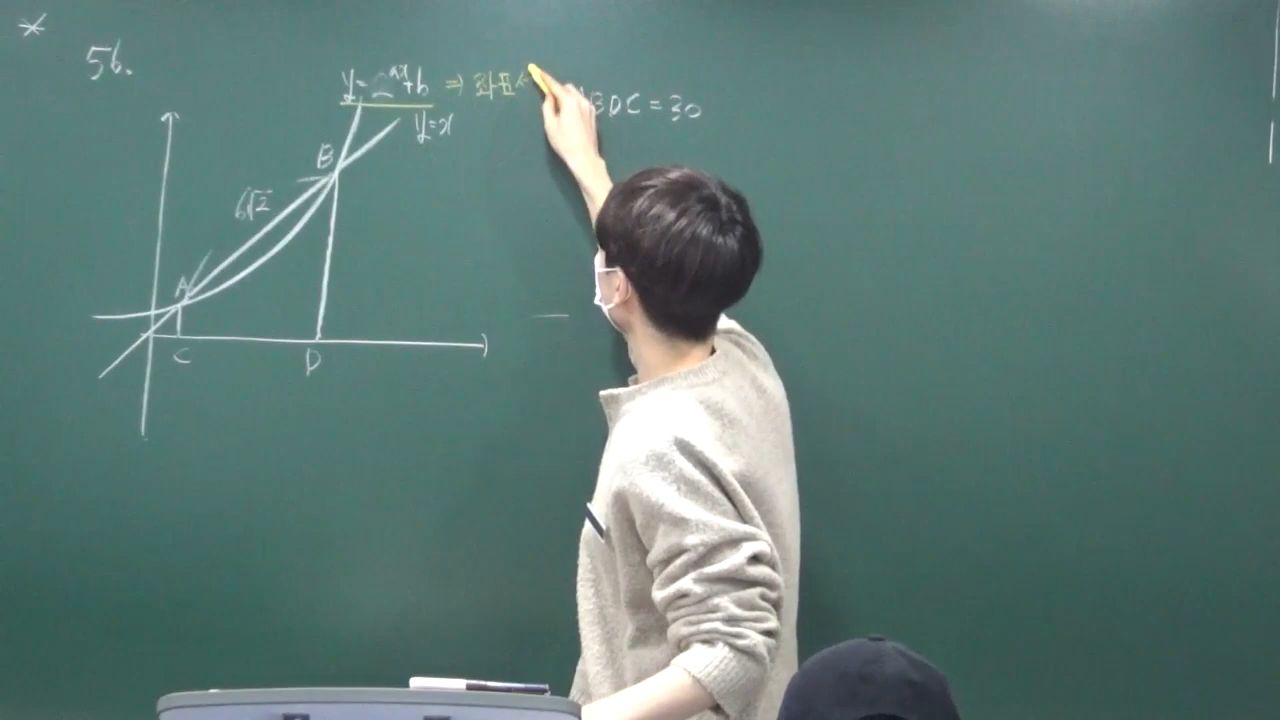 *
56.
y=2^{ax}+b ⇒ 좌표
BDC = 30
y=x
B
6√2
A
C
D